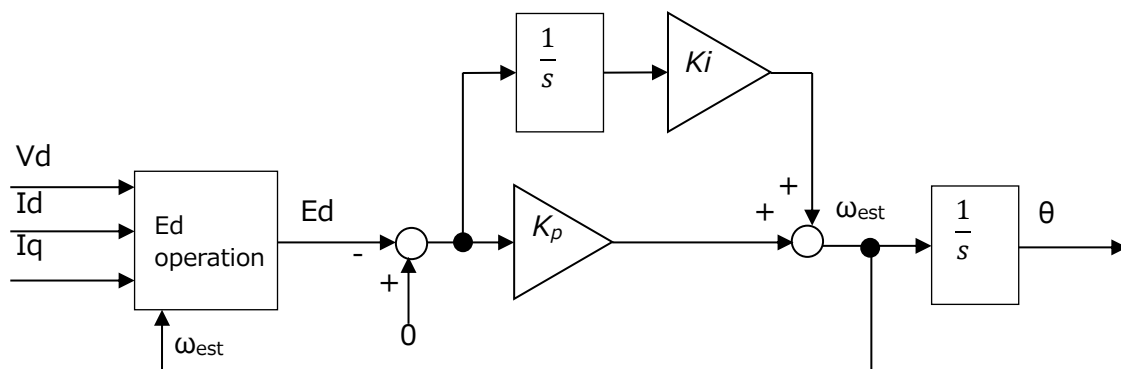 1
s
Ki
Vd
Id
Iq
Ed
operation
Ed
-
+
0
Kp
+
+
ωest
1
s
θ
ωest